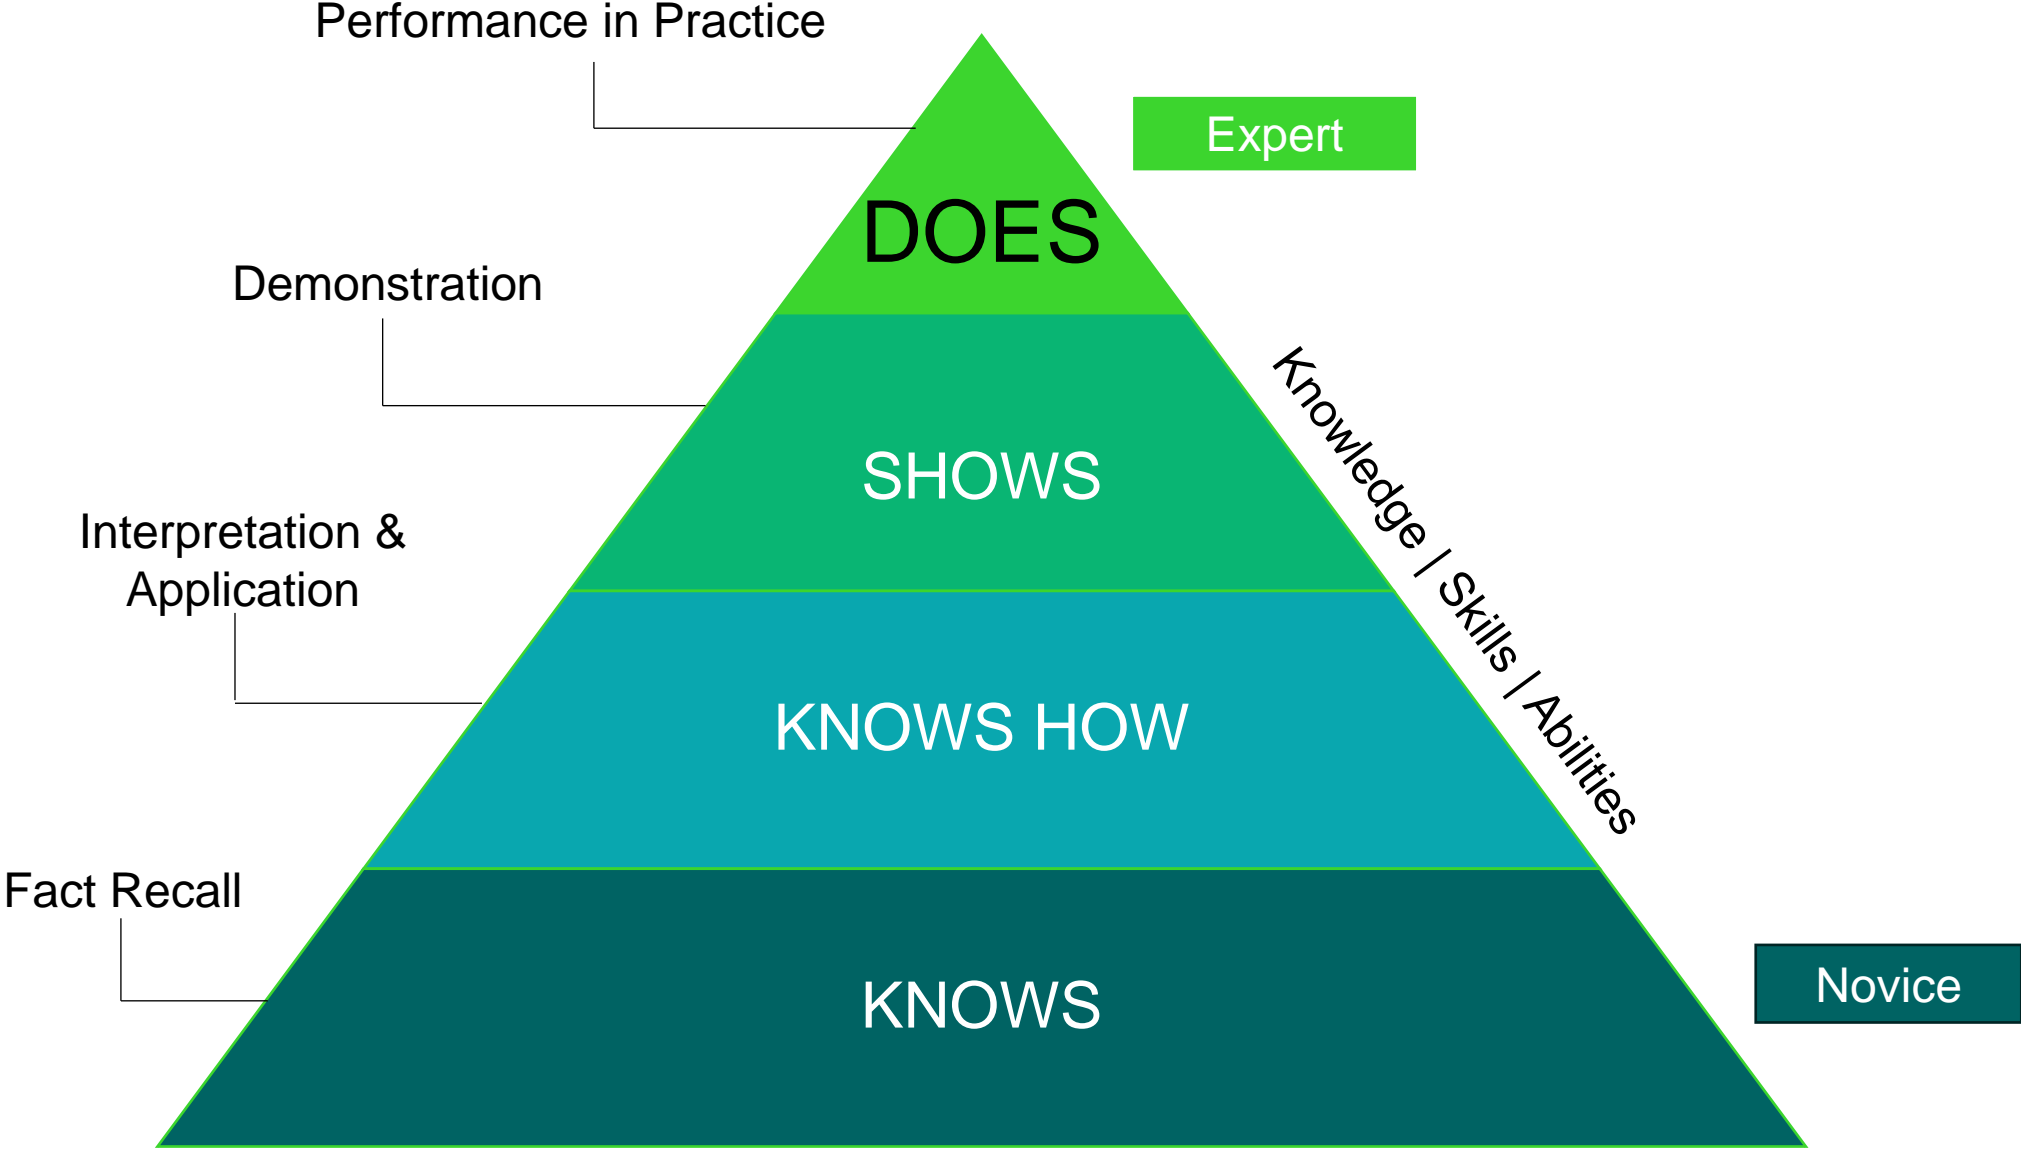 Performance in Practice
Expert
DOES
Demonstration
SHOWS
Knowledge | Skills | Abilities
Interpretation &
Application
KNOWS HOW
Fact Recall
KNOWS
Novice